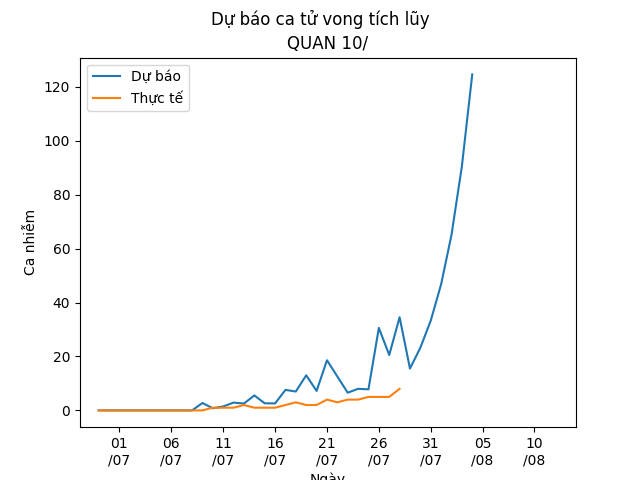 Dự báo ca tử vong tích lũy
QUAN 10/
Dự báo
Thực tế
Ca nhiễm
120
100
80
60
40
20
0
01 06 11 16 21 26 31 05 10
/07 /07 /07 /07 /07 /07 /07 /08 /08
Ngày